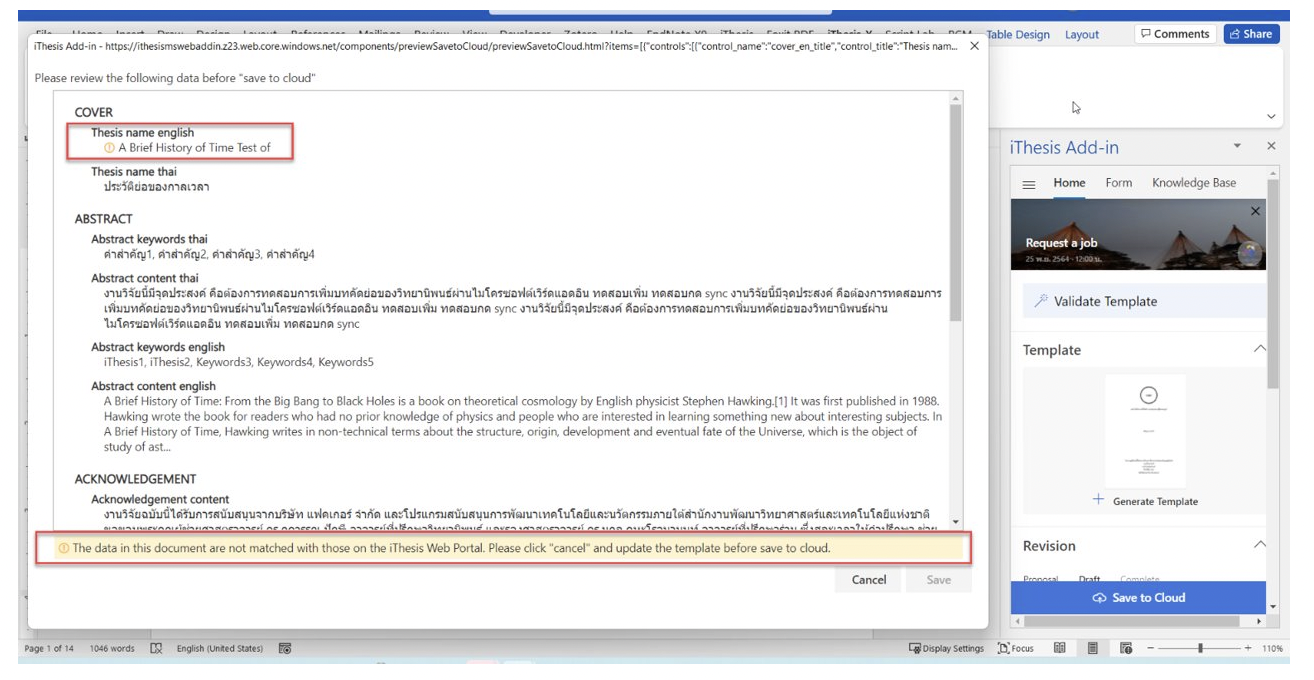 File Home Insert Draw Design Layout References Mailings Review View Developer Zotero Help EndNote X9 iThesis Foxit PDF iThesis X Script Lab Table Design Layout Comments Share
iThesis Add-in - https://ithesismswebaddin.z23.web.core.windows.net/components/previewSavetoCloud/previewSavetoCloud.html?items=[{"controls":[{"control_name":"cover_en_title","control_title":"Thesis nam...
Please review the following data before "save to cloud"
COVER
Thesis name english
A Brief History of Time Test of
Thesis name thai
ประวัติย่อของกาลเวลา
ABSTRACT
Abstract keywords thai
คำสำคัญ1, คำสำคัญ2, คำสำคัญ3, คำสำคัญ4
Abstract content thai
งานวิจัยนี้มีจุดประสงค์ คือต้องการทดสอบการเพิ่มบทคัดย่อของวิทยานิพนธ์ผ่านไมโครซอฟต์เวิร์ดแอดอิน ทดสอบเพิ่ม ทดสอบกด sync งานวิจัยนี้มีจุดประสงค์ คือต้องการทดสอบการ
เพิ่มบทคัดย่อของวิทยานิพนธ์ผ่านไมโครซอฟต์เวิร์ดแอดอิน ทดสอบเพิ่ม ทดสอบกด sync งานวิจัยนี้มีจุดประสงค์ คือต้องการทดสอบการเพิ่มบทคัดย่อของวิทยานิพนธ์ผ่าน
ไมโครซอฟต์เวิร์ดแอดอิน ทดสอบเพิ่ม ทดสอบกด sync
Abstract keywords english
iThesis1, iThesis2, Keywords3, Keywords4, Keywords5
Abstract content english
A Brief History of Time: From the Big Bang to Black Holes is a book on theoretical cosmology by English physicist Stephen Hawking.[1] It was first published in 1988.
Hawking wrote the book for readers who had no prior knowledge of physics and people who are interested in learning something new about interesting subjects. In
A Brief History of Time, Hawking writes in non-technical terms about the structure, origin, development and eventual fate of the Universe, which is the object of
study of ast...
ACKNOWLEDGEMENT
Acknowledgement content
งานวิจัยฉบับนี้ได้รับการสนับสนุนจากบริษัท แฟคเกอร์ จำกัด และโปรแกรมสนับสนุนการพัฒนาเทคโนโลยีและนวัตกรรมภายใต้สำนักงานพัฒนาวิทยาศาสตร์และเทคโนโลยีแห่งชาติ
The data in this document are not matched with those on the iThesis Web Portal. Please click "cancel" and update the template before save to cloud.
Cancel Save
iThesis Add-in
Home Form Knowledge Base
Request a job
25 พ.ย. 2564 - 12:00น.
Validate Template
Template
Generate Template
Revision
Proposal Draft Complete
Save to Cloud
Page 1 of 14 1046 words English (United States) Display Settings Focus 110%